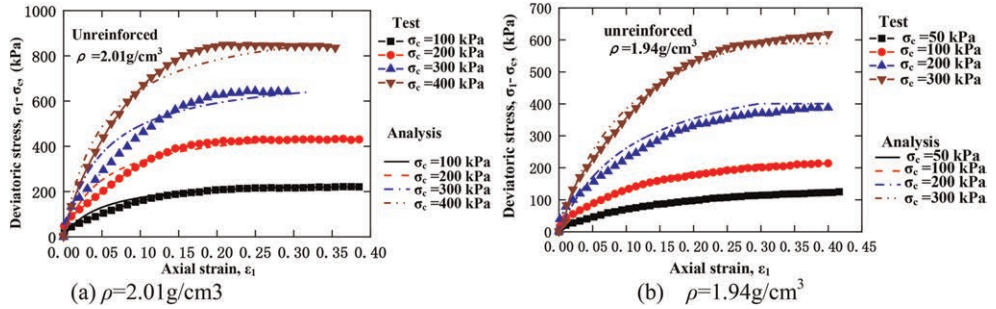 (a)
Unreinforced
ρ=2.01g/cm³
Deviatoric stress, σ₁- σc, (kPa)
1000
800
600
400
200
0
0. 00 0. 05 0. 10 0. 15 0. 20 0. 25 0. 30 0. 35 0. 40
Axial strain, ε₁
Test
σc =100 kPa
σc =200 kPa
σc =300 kPa
σc =400 kPa
Analysis
σc =100 kPa
σc =200 kPa
σc =300 kPa
σc =400 kPa
(a) ρ=2.01g/cm3
(b)
unreinforced
ρ=1.94g/cm³
Deviatoric stress, σ₁- σc, (kPa)
700
600
500
400
300
200
100
0
0. 00 0. 05 0. 10 0. 15 0. 20 0. 25 0. 30 0. 35 0. 40 0. 45
Axial strain, ε₁
Test
σc =50 kPa
σc =100 kPa
σc =200 kPa
σc =300 kPa
Analysis
σc =50 kPa
σc =100 kPa
σc =200 kPa
σc =300 kPa
(b) ρ=1.94g/cm³